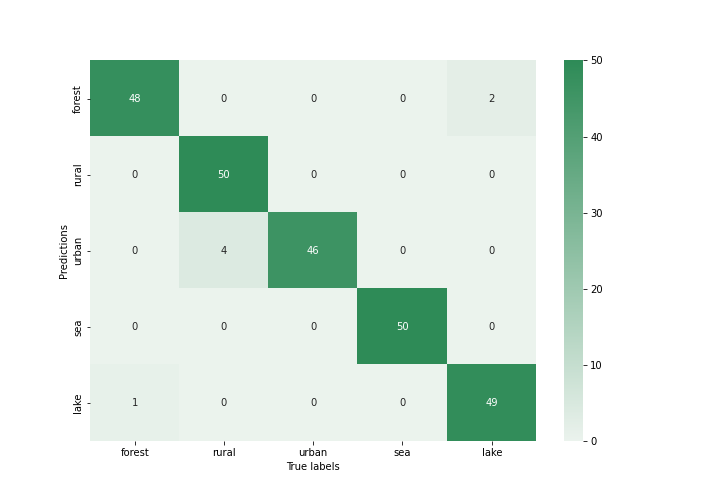 forest 48 0 0 0 2
rural 0 50 0 0 0
urban 0 4 46 0 0
sea 0 0 0 50 0
lake 1 0 0 0 49
forest rural urban sea lake
True labels
Predictions
50
40
30
20
10
0